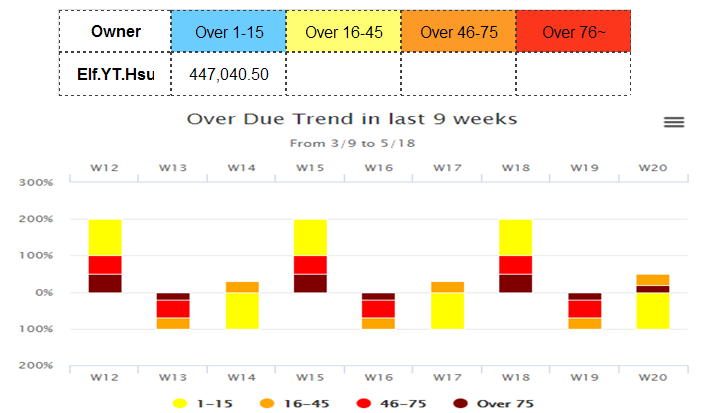 Owner Over 1-15 Over 16-45 Over 46-75 Over 76~
Elf.YT.Hsu 447,040.50
Over Due Trend in last 9 weeks
From 3/9 to 5/18
W12 W13 W14 W15 W16 W17 W18 W19 W20
300%
200%
100%
0%
100%
200%
W12 W13 W14 W15 W16 W17 W18 W19 W20
1-15 16-45 46-75 Over 75